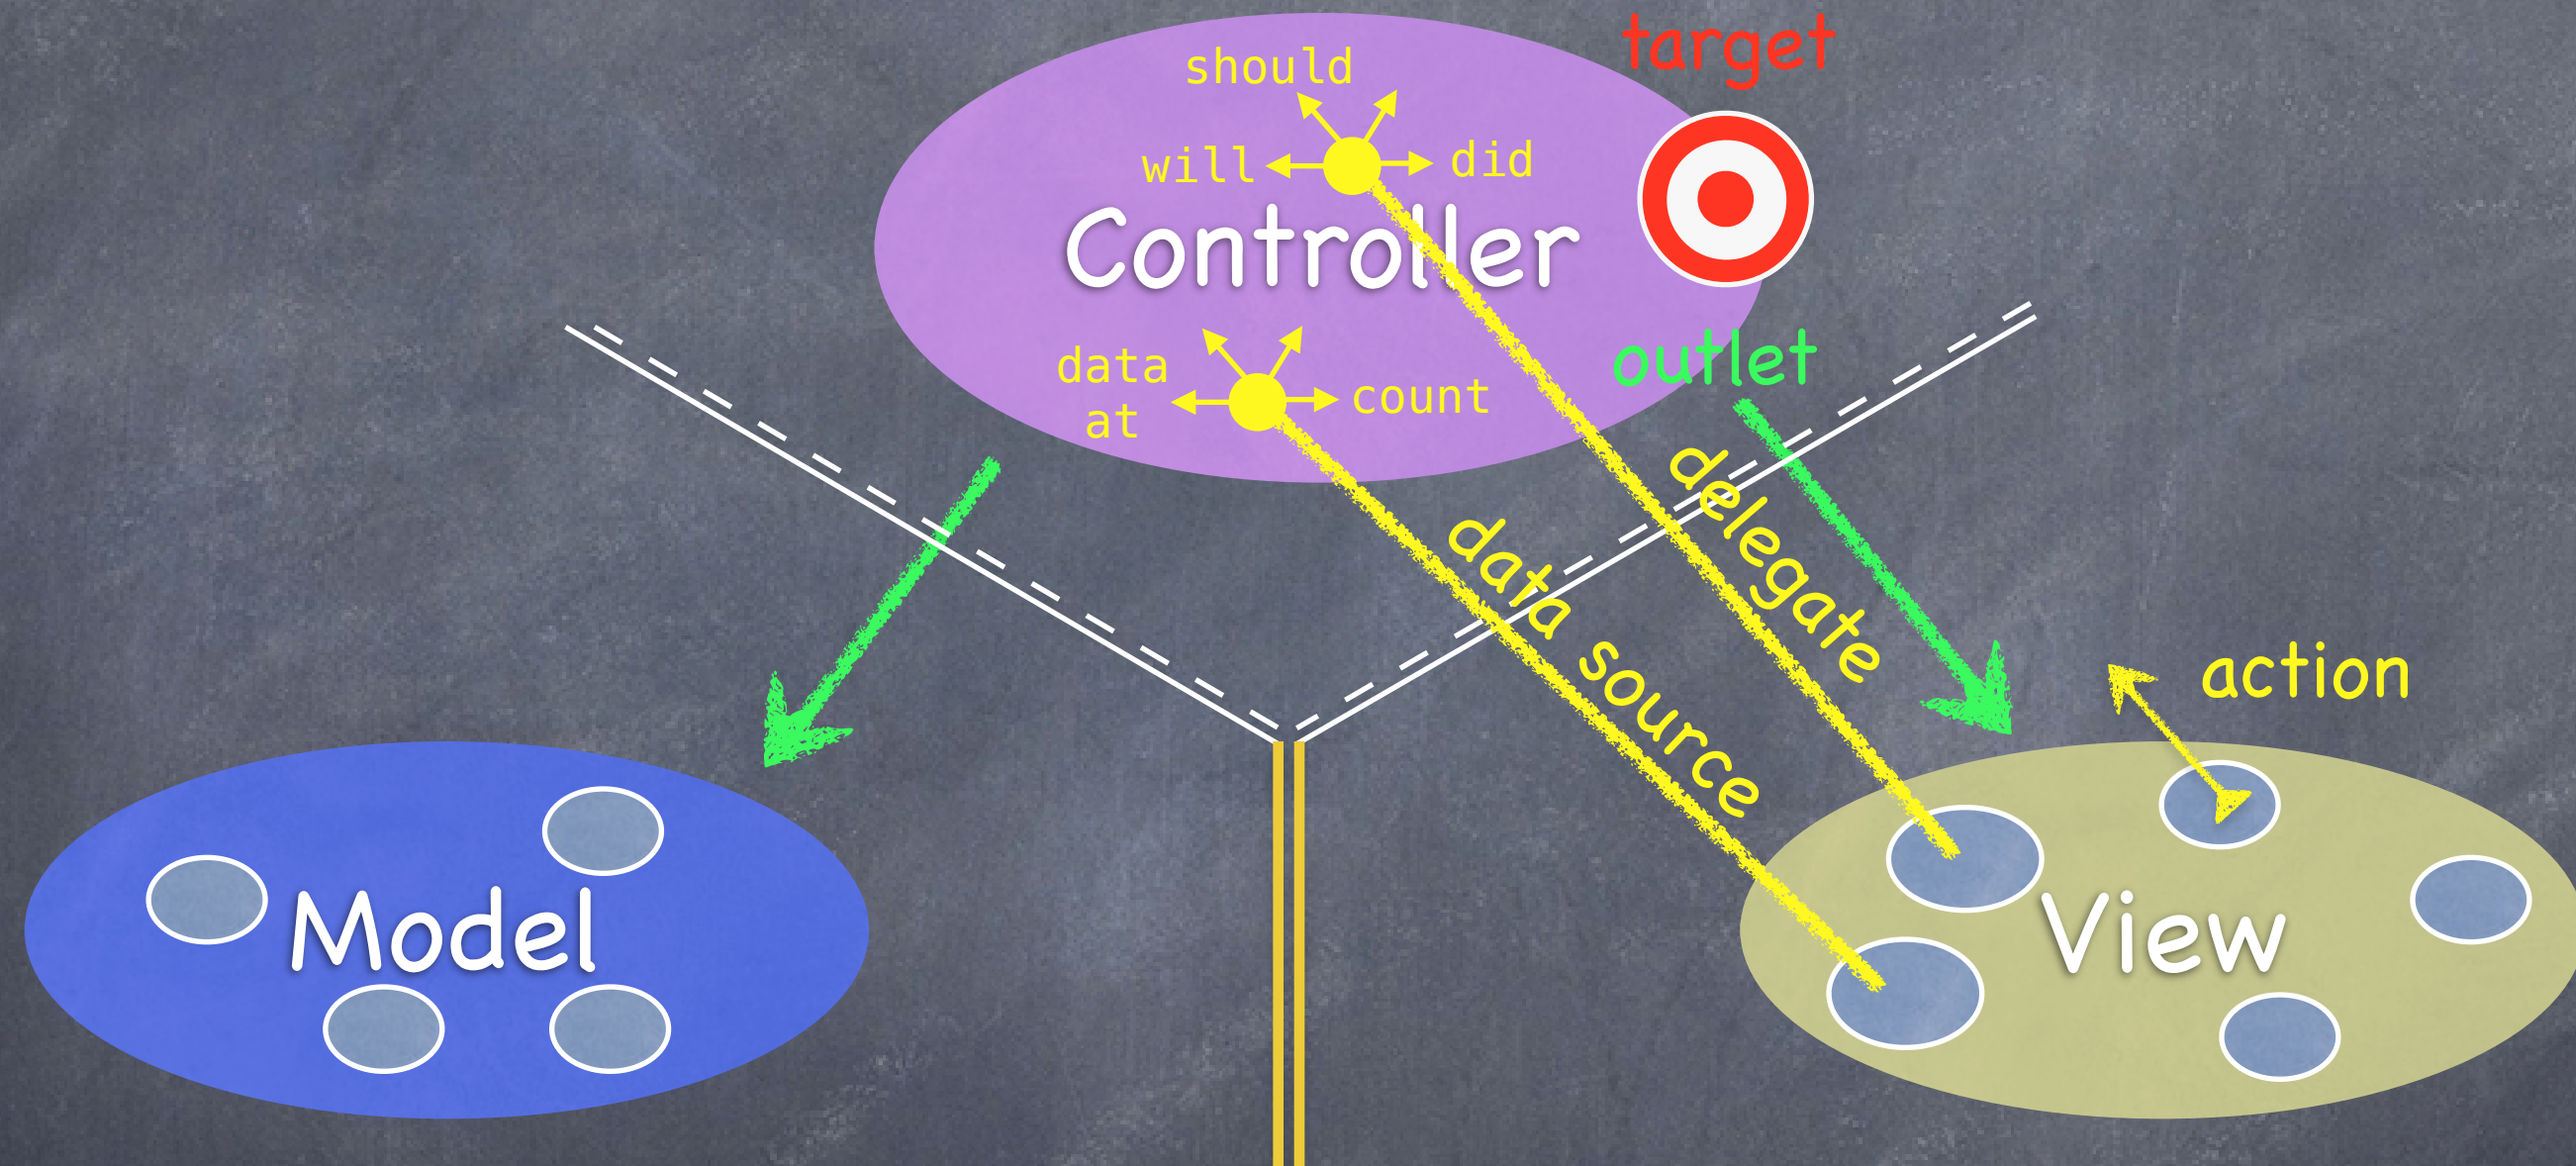 target
should
will
did
Controller
data
at
count
outlet
delegate
data source
action
Model
View